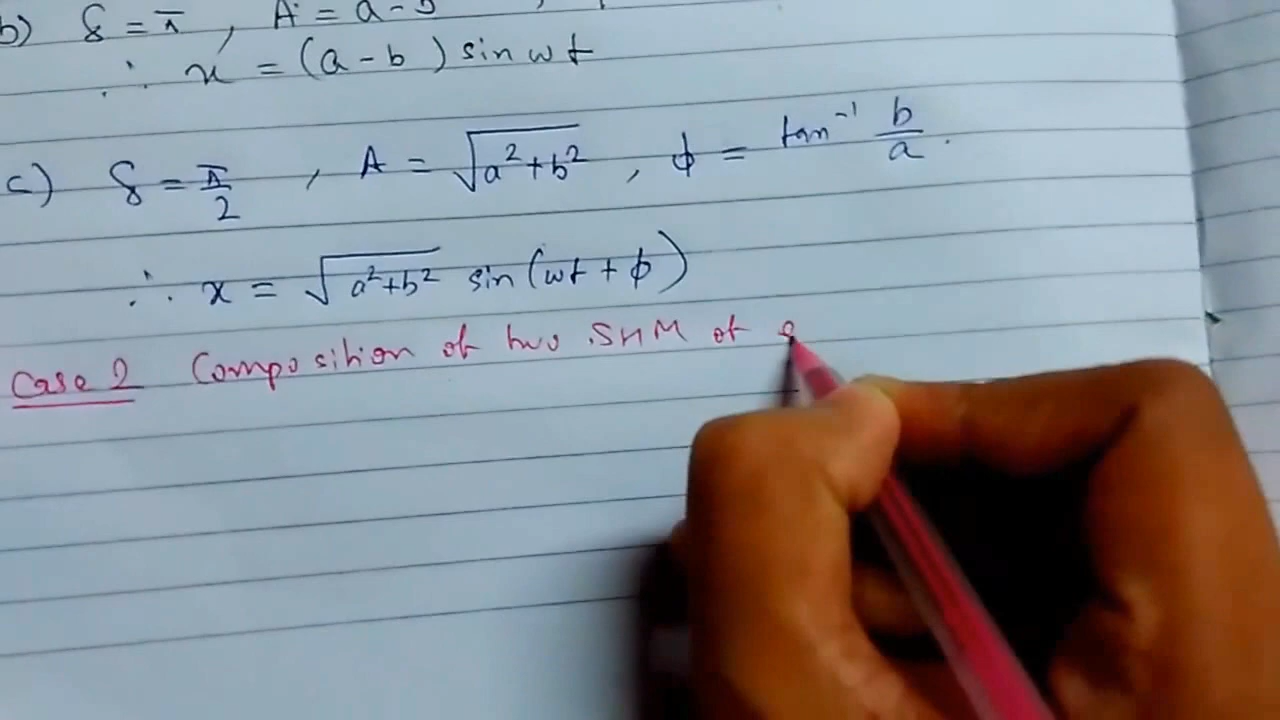 b) δ = π , A = a - b ,
∴ x = (a - b) sin ωt
c) δ = π/2 , A = √(a² + b²) , φ = tan⁻¹ b/a .
∴ x = √(a² + b²) sin (ωt + φ)
Case 2 Composition of two SHM of